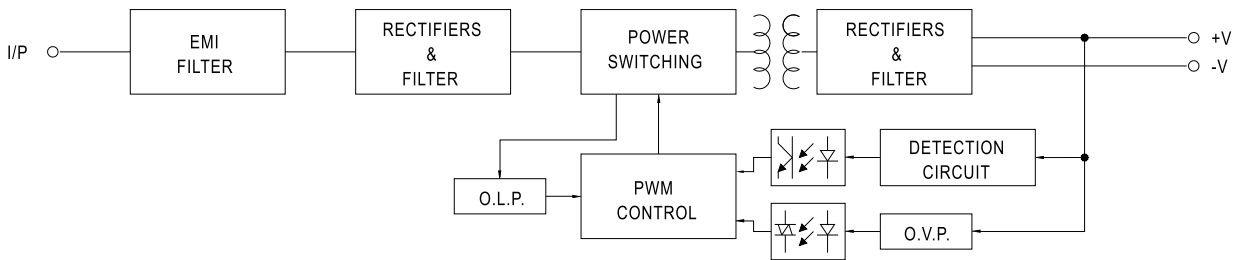 I/P
EMI
FILTER
RECTIFIERS
&
FILTER
POWER
SWITCHING
RECTIFIERS
&
FILTER
+V
-V
DETECTION
CIRCUIT
O.L.P.
PWM
CONTROL
O.V.P.